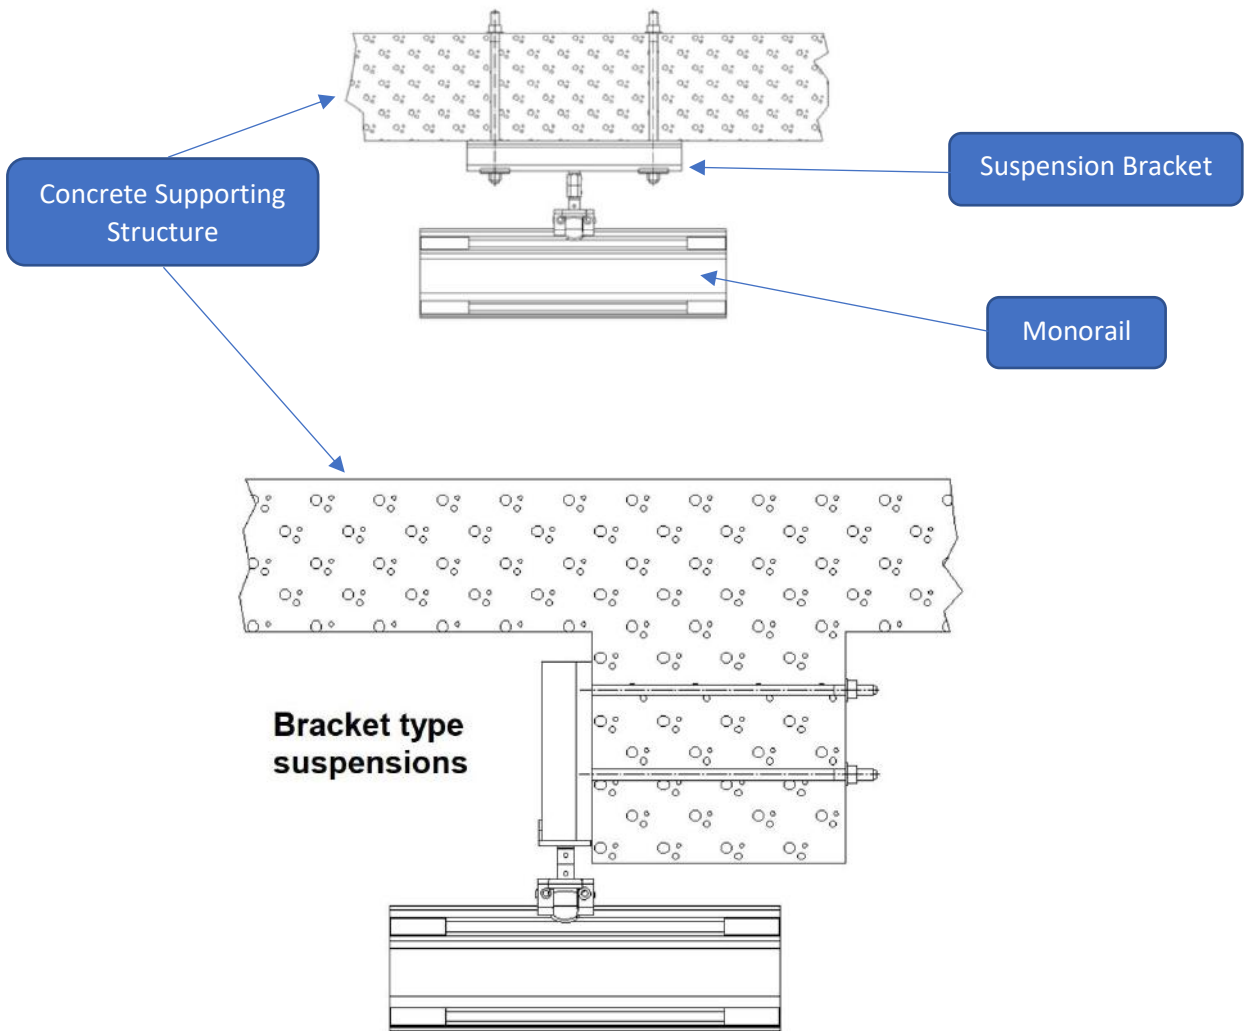 Suspension Bracket
Concrete Supporting
Structure
Monorail
Bracket type
suspensions